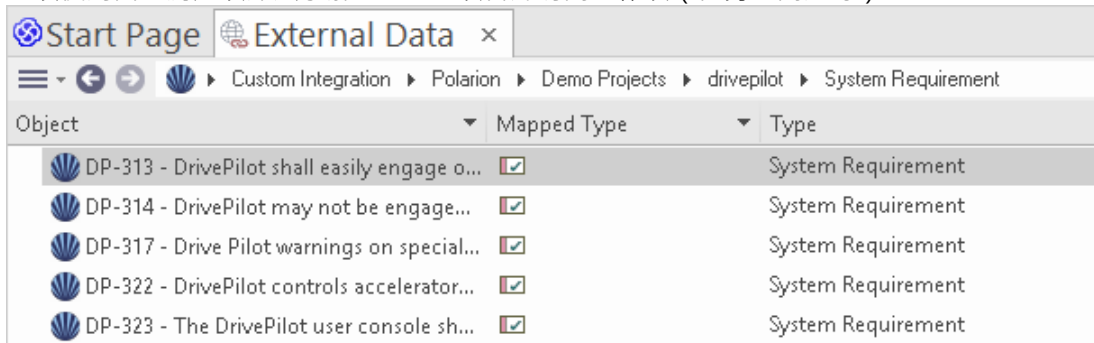 Start Page External Data ×
Custom Integration Polarion Demo Projects drivepilot System Requirement
Object Mapped Type Type
DP-313 - DrivePilot shall easily engage o... System Requirement
DP-314 - DrivePilot may not be engage... System Requirement
DP-317 - Drive Pilot warnings on special... System Requirement
DP-322 - DrivePilot controls accelerator... System Requirement
DP-323 - The DrivePilot user console sh... System Requirement